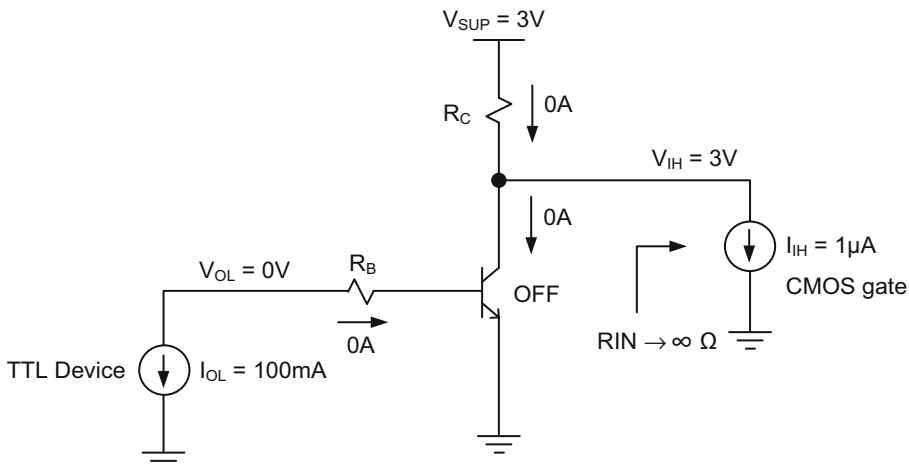 V_SUP = 3V
R_C
0A
V_IH = 3V
0A
I_IH = 1µA
CMOS gate
RIN → ∞ Ω
V_OL = 0V
R_B
OFF
0A
TTL Device
I_OL = 100mA